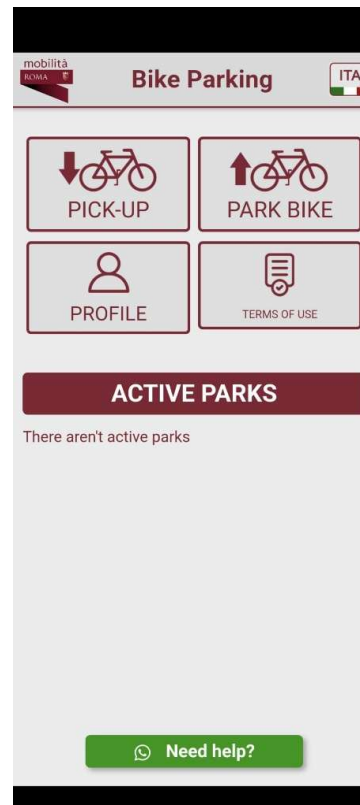 mobilità
ROMA
Bike Parking
ITA
PICK-UP
PARK BIKE
PROFILE
TERMS OF USE
ACTIVE PARKS
There aren't active parks
Need help?